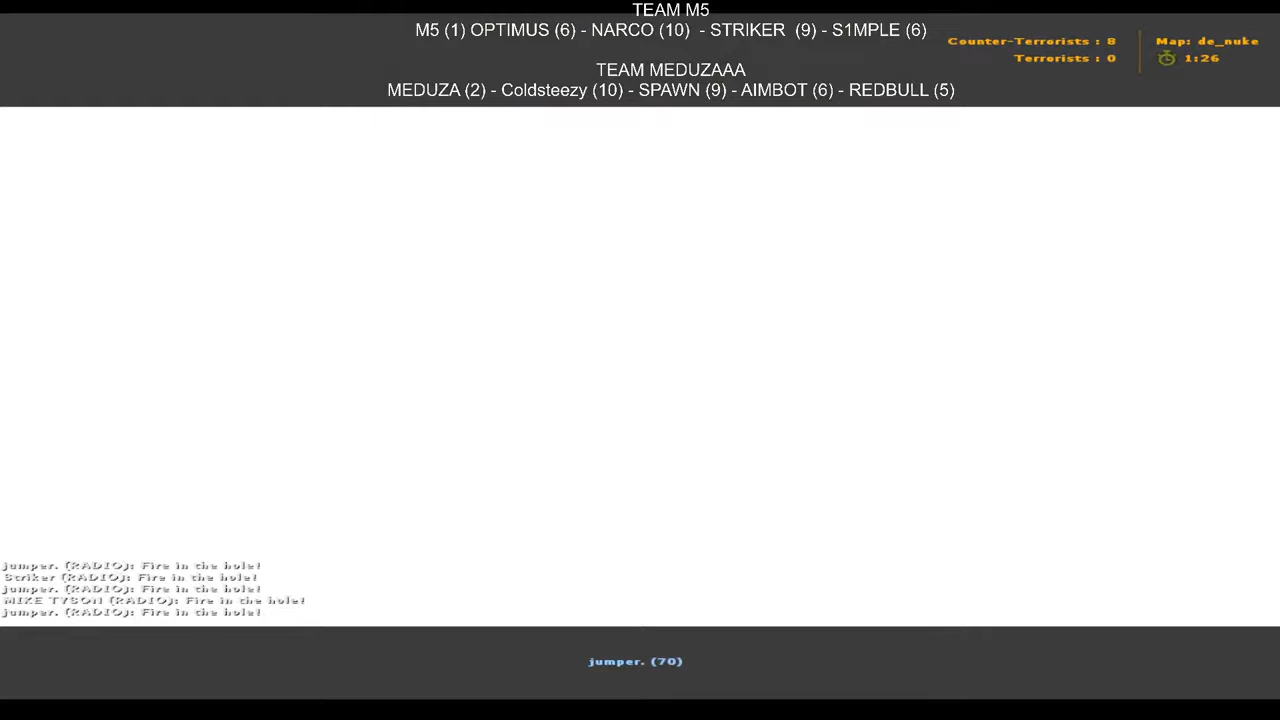 TEAM M5
M5 (1) OPTIMUS (6) - NARCO (10)  - STRIKER  (9) - S1MPLE (6)
TEAM MEDUZAAA
MEDUZA (2) - Coldsteezy (10) - SPAWN (9) - AIMBOT (6) - REDBULL (5)
Counter-Terrorists : 8
Terrorists : 0
Map: de_nuke
1:26
jumper. (RADIO): Fire in the hole!
Striker (RADIO): Fire in the hole!
jumper. (RADIO): Fire in the hole!
MIKE TYSON (RADIO): Fire in the hole!
jumper. (RADIO): Fire in the hole!
jumper. (70)